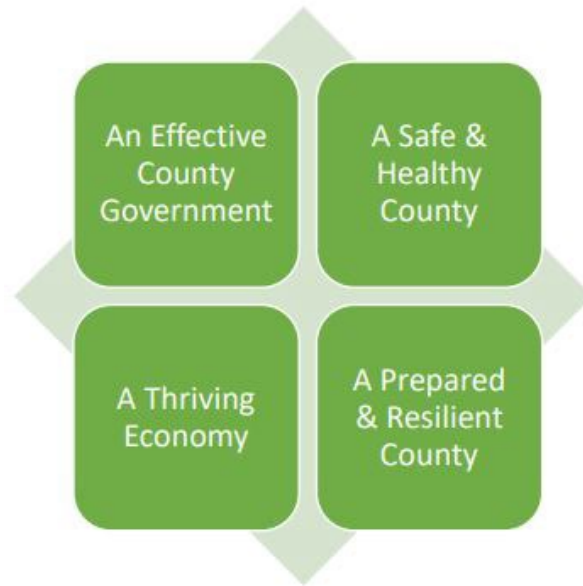 An Effective
County
Government
A Safe &
Healthy
County
A Thriving
Economy
A Prepared
& Resilient
County